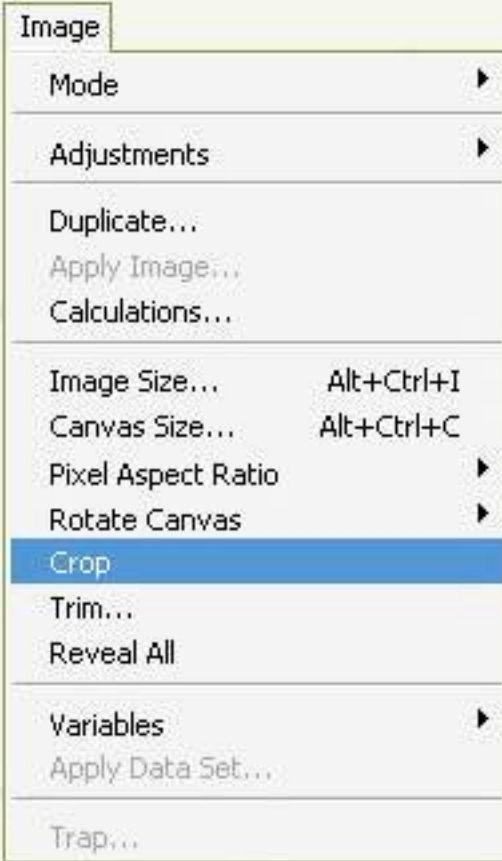 Image
Mode
Adjustments
Duplicate...
Apply Image...
Calculations...
Image Size... Alt+Ctrl+I
Canvas Size... Alt+Ctrl+C
Pixel Aspect Ratio
Rotate Canvas
Crop
Trim...
Reveal All
Variables
Apply Data Set...
Trap...